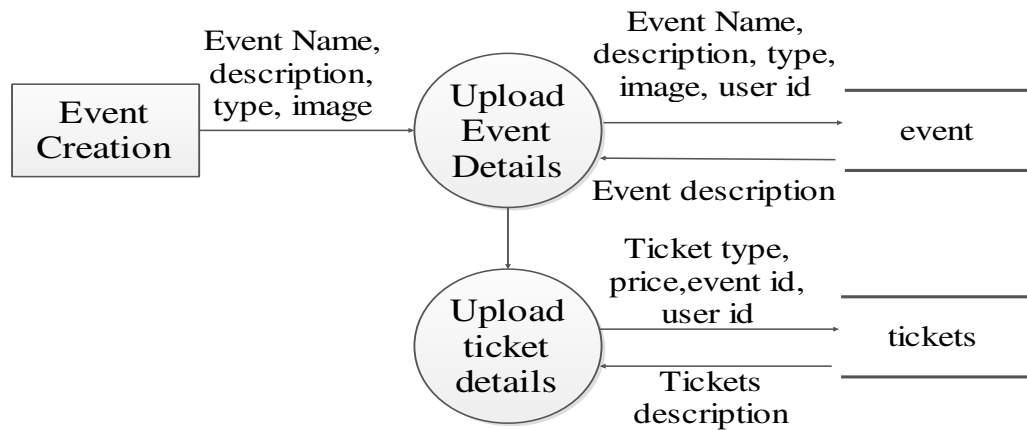 Event Name,
description,
type, image
Event
Creation
Upload
Event
Details
Event Name,
description, type,
image, user id
event
Event description
Upload
ticket
details
Ticket type,
price,event id,
user id
tickets
Tickets
description